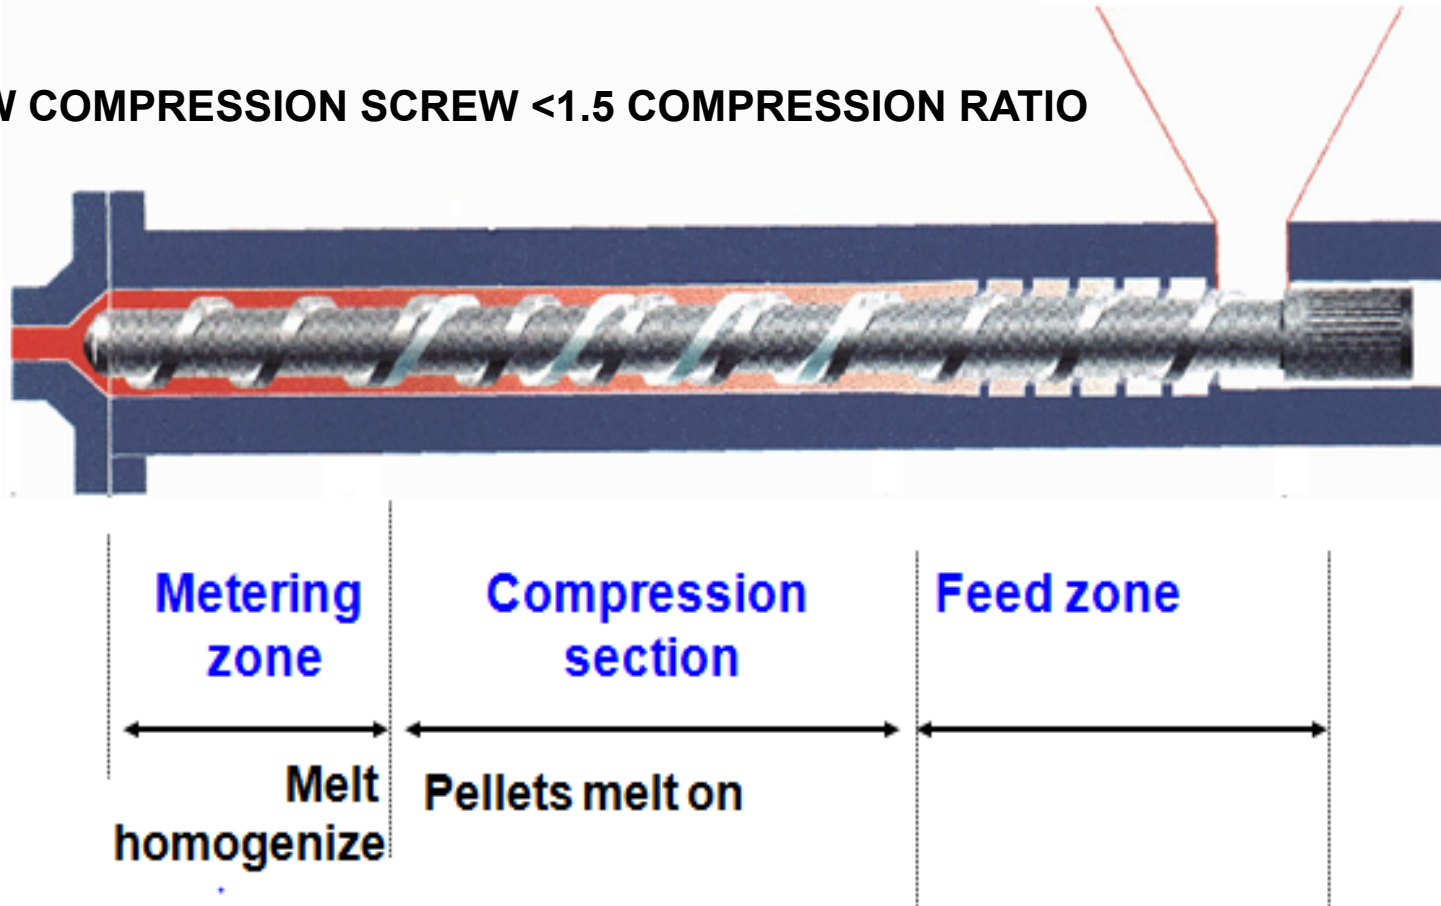 W COMPRESSION SCREW <1.5 COMPRESSION RATIO
Metering
zone
Compression
section
Feed zone
Melt
homogenize
Pellets melt on